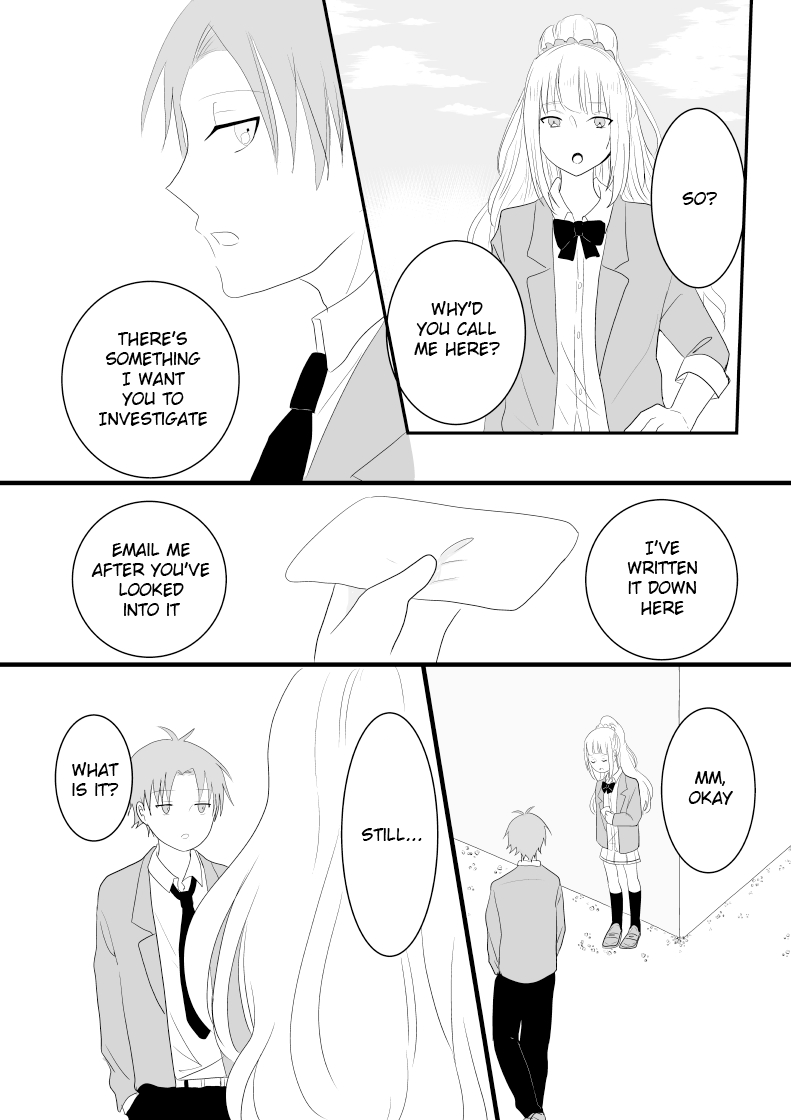 SO?
WHY'D
YOU CALL
ME HERE?
THERE'S
SOMETHING
I WANT
YOU TO
INVESTIGATE
I'VE
WRITTEN
IT DOWN
HERE
EMAIL ME
AFTER YOU'VE
LOOKED
INTO IT
MM,
OKAY
STILL...
WHAT
IS IT?